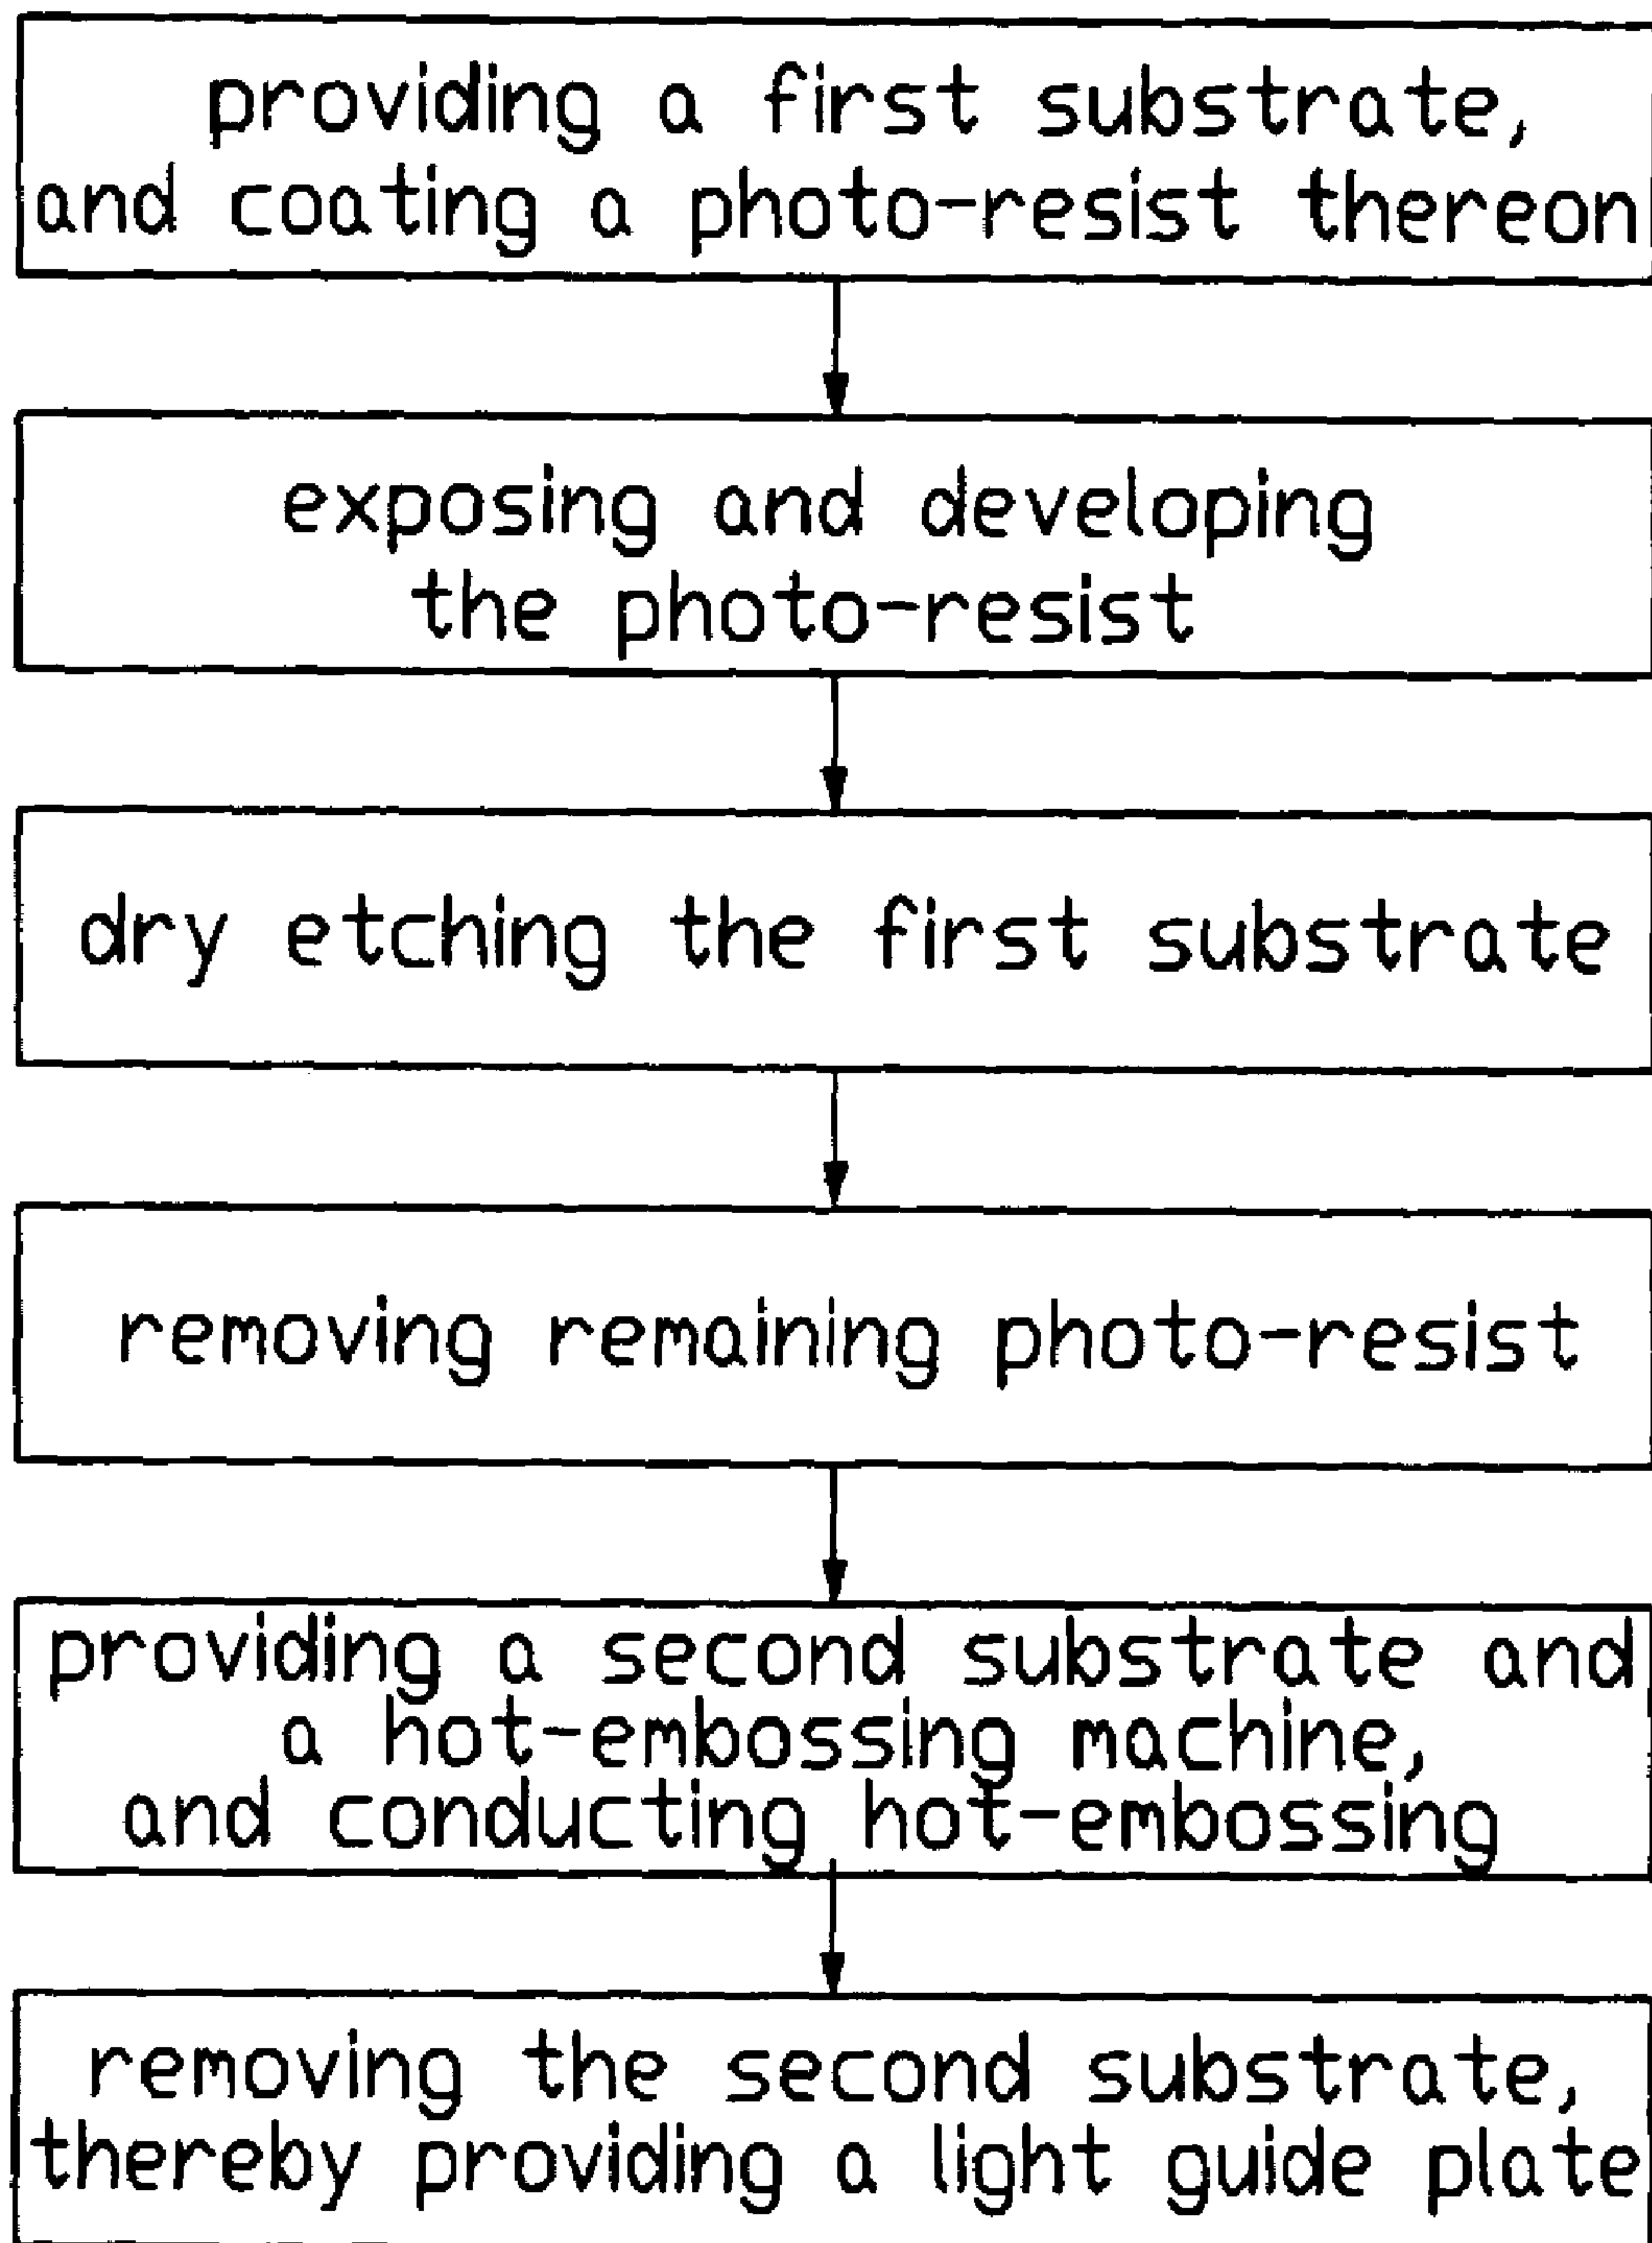 providing a first substrate,
and coating a photo-resist thereon
exposing and developing
the photo-resist
dry etching the first substrate
removing remaining photo-resist
providing a second substrate and
a hot-embossing machine,
and conducting hot-embossing
removing the second substrate,
thereby providing a light guide plate